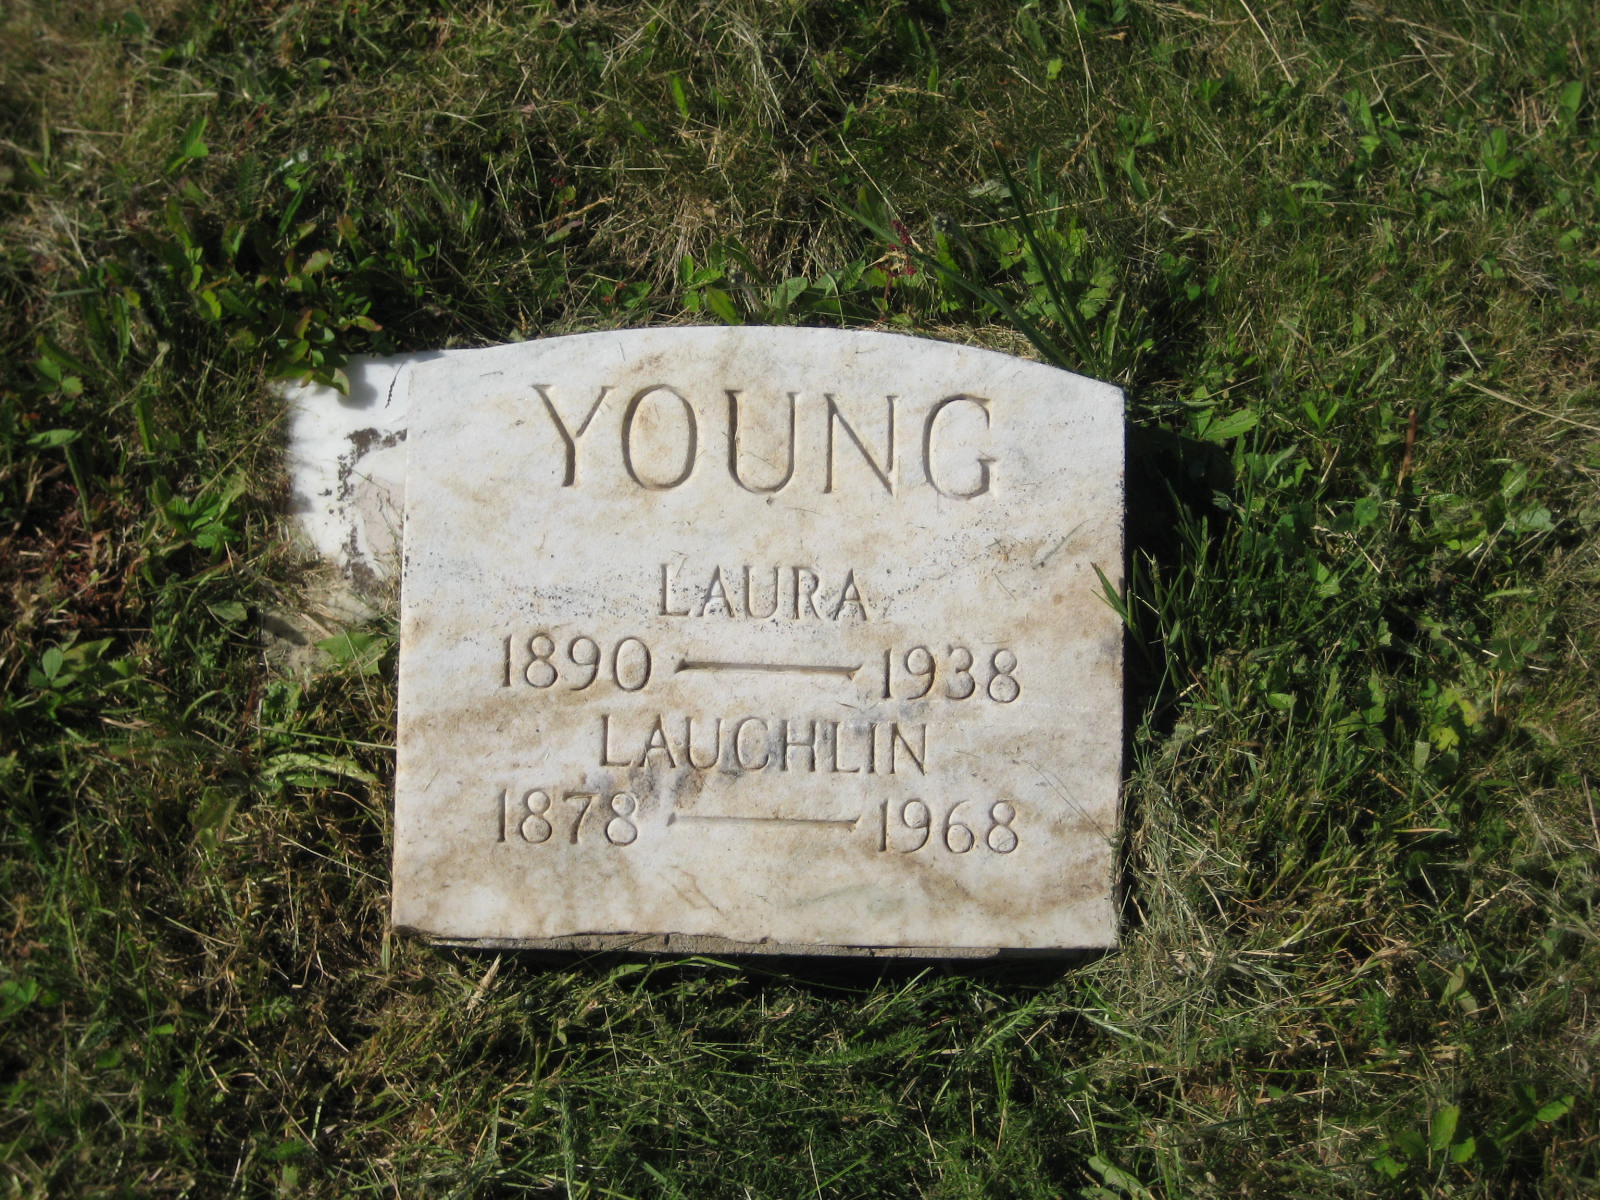 YOUNG
LAURA
1890 — 1938
LAUCHLIN
1878 — 1968